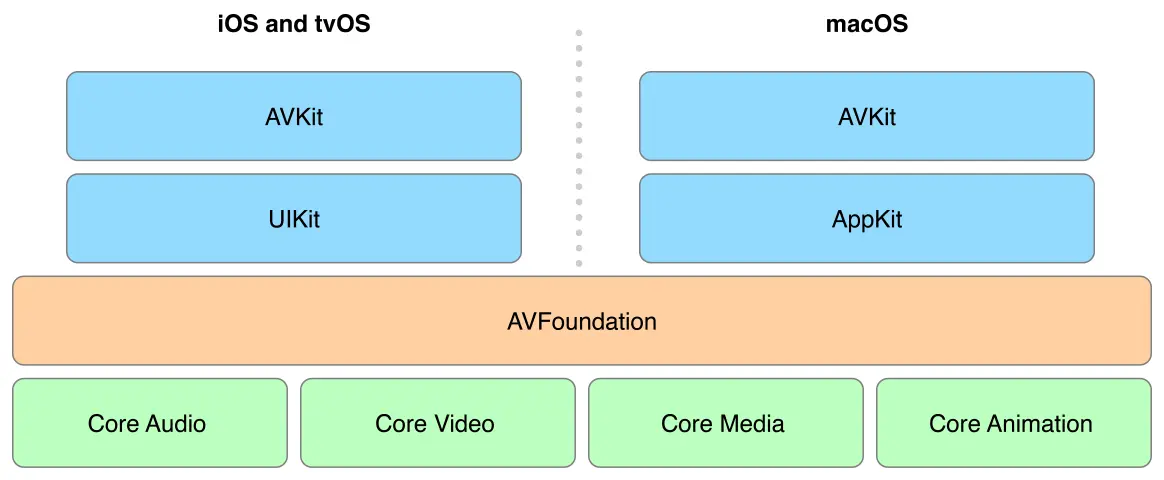 iOS and tvOS
macOS
AVKit
AVKit
UIKit
AppKit
AVFoundation
Core Audio
Core Video
Core Media
Core Animation